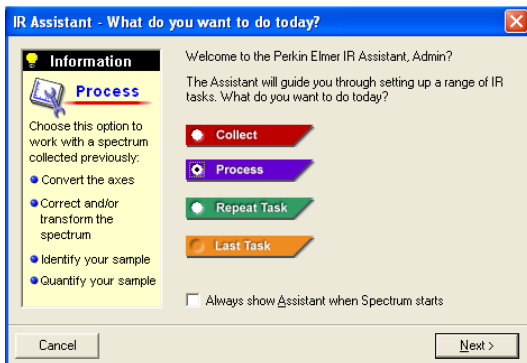 IR Assistant - What do you want to do today?
Information
Process
Choose this option to
work with a spectrum
collected previously:
Convert the axes
Correct and/or
transform the
spectrum
Identify your sample
Quantify your sample
Welcome to the Perkin Elmer IR Assistant, Admin?
The Assistant will guide you through setting up a range of IR
tasks. What do you want to do today?
Collect
Process
Repeat Task
Last Task
Always show Assistant when Spectrum starts
Cancel
Next >